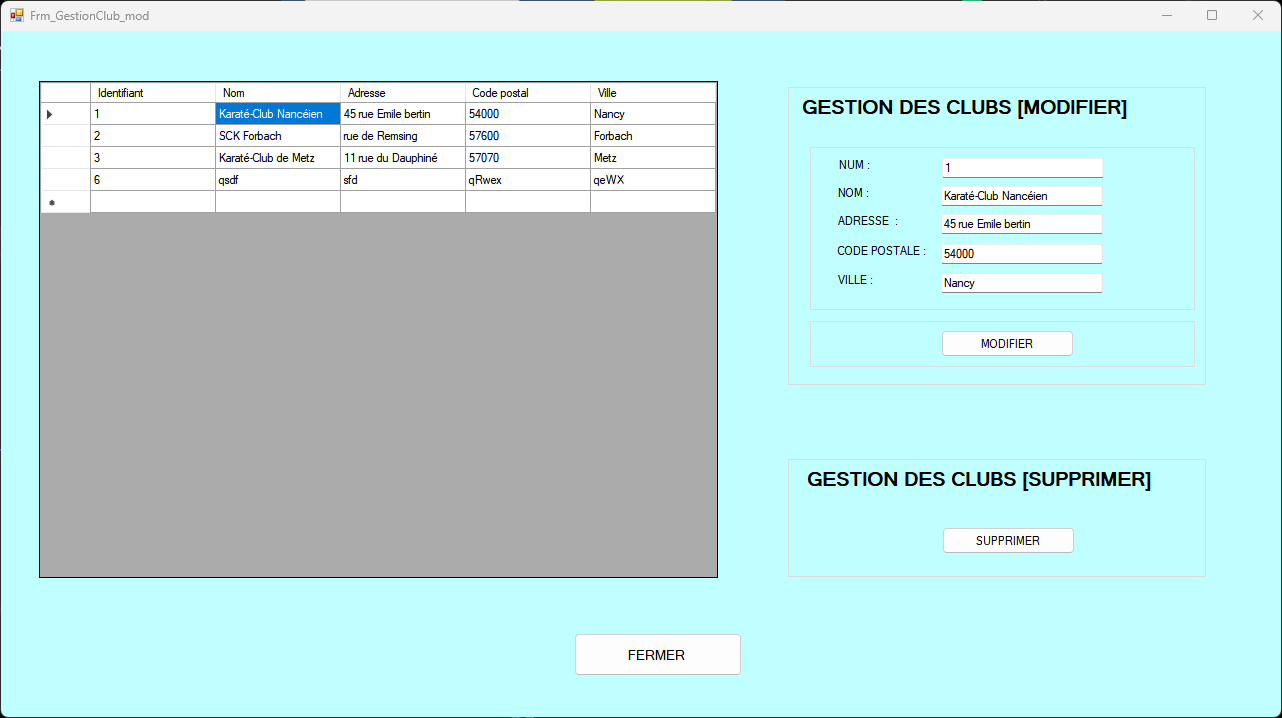 Frm_GestionClub_mod
Identifiant Nom Adresse Code postal Ville
1 Karaté-Club Nancéien 45 rue Emile bertin 54000 Nancy
2 SCK Forbach rue de Remsing 57600 Forbach
3 Karaté-Club de Metz 11 rue du Dauphiné 57070 Metz
6 qsdf sfd qRwex qeWX
GESTION DES CLUBS [MODIFIER]
NUM : 1
NOM : Karaté-Club Nancéien
ADRESSE : 45 rue Emile bertin
CODE POSTALE : 54000
VILLE : Nancy
MODIFIER
GESTION DES CLUBS [SUPPRIMER]
SUPPRIMER
FERMER